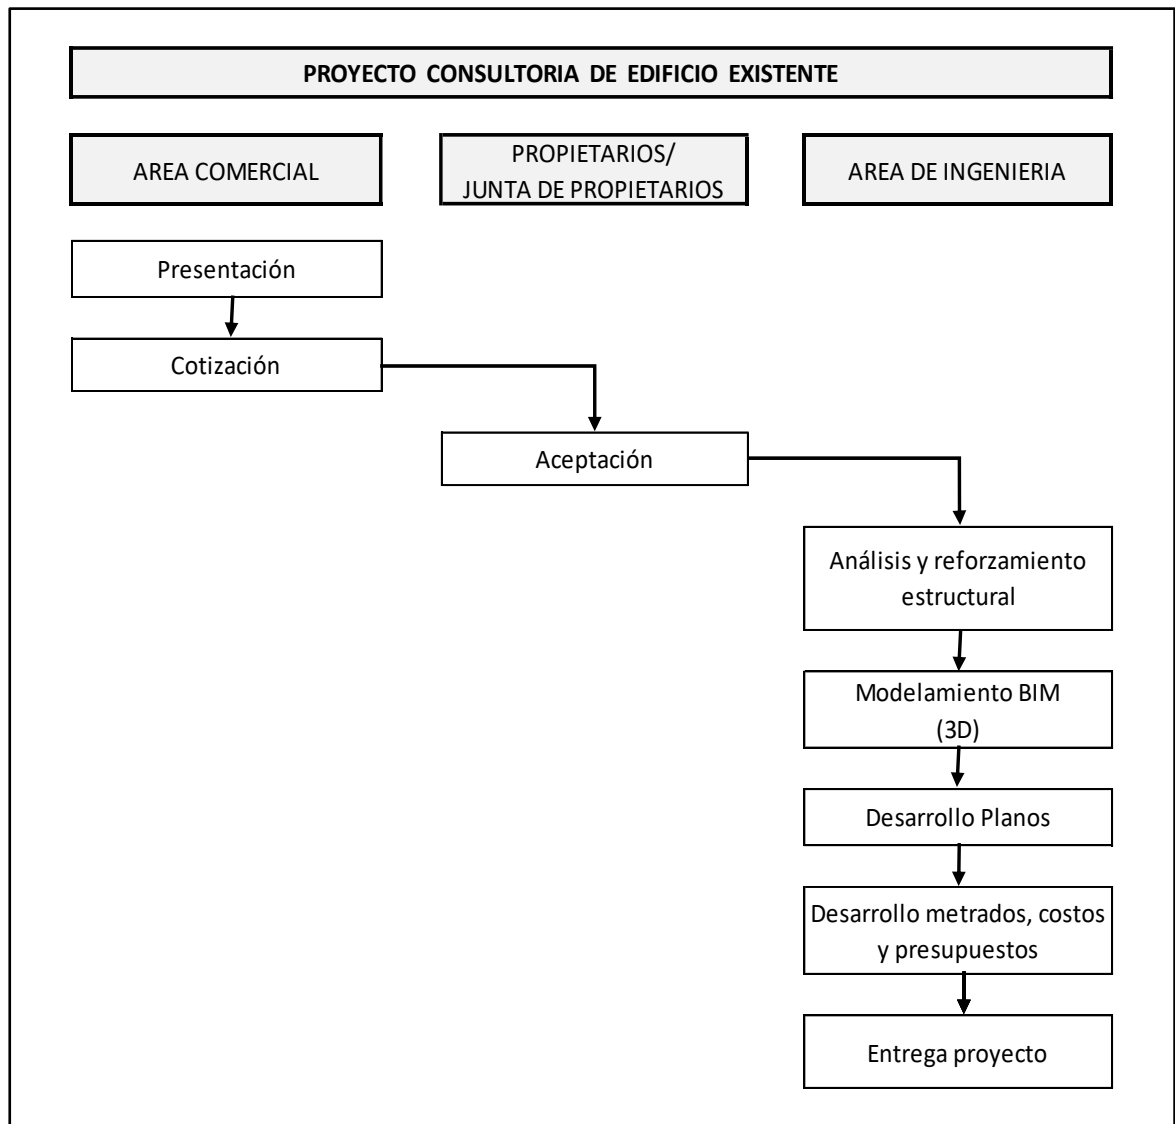 PROYECTO CONSULTORIA DE EDIFICIO EXISTENTE
AREA COMERCIAL
PROPIETARIOS/
JUNTA DE PROPIETARIOS
AREA DE INGENIERIA
Presentación
Cotización
Aceptación
Análisis y reforzamiento
estructural
Modelamiento BIM
(3D)
Desarrollo Planos
Desarrollo metrados, costos
y presupuestos
Entrega proyecto